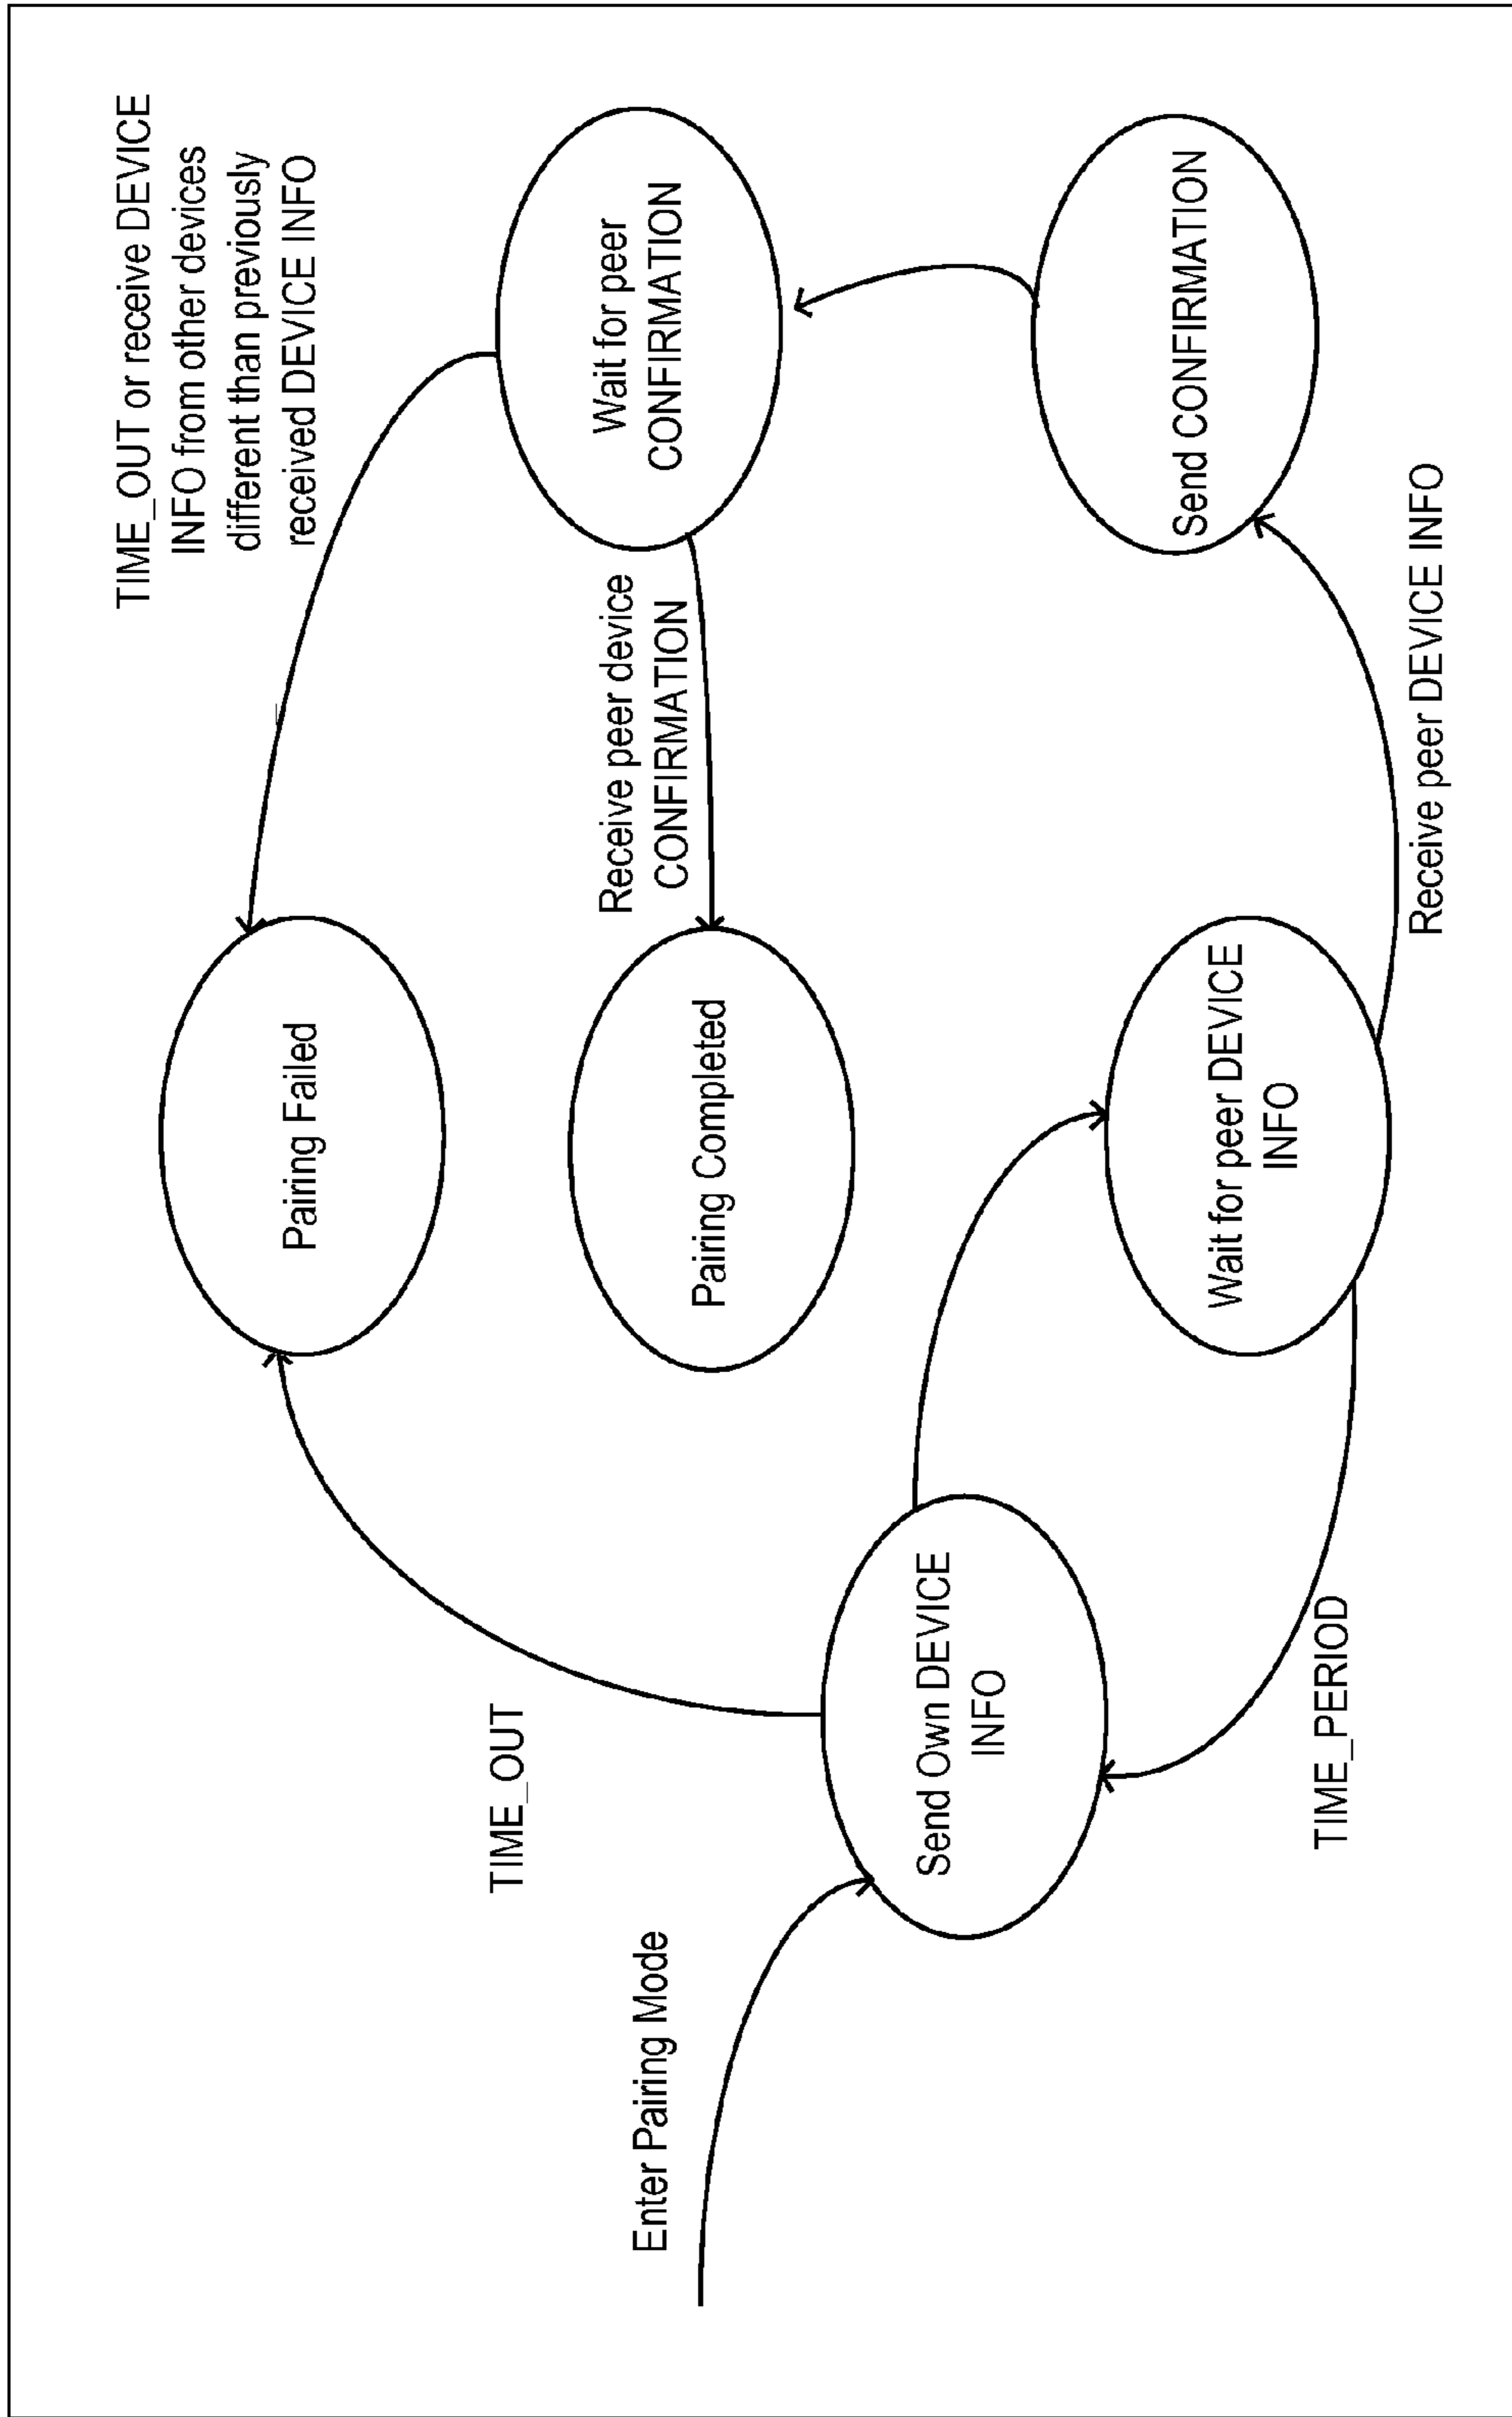 TIME_OUT or receive DEVICE
INFO from other devices
different than previously
received DEVICE INFO
Pairing Failed
TIME_OUT
Wait for peer
CONFIRMATION
Receive peer device
CONFIRMATION
Enter Pairing Mode
Pairing Completed
Send Own DEVICE
INFO
Send CONFIRMATION
Wait for peer DEVICE
INFO
TIME_PERIOD
Receive peer DEVICE INFO